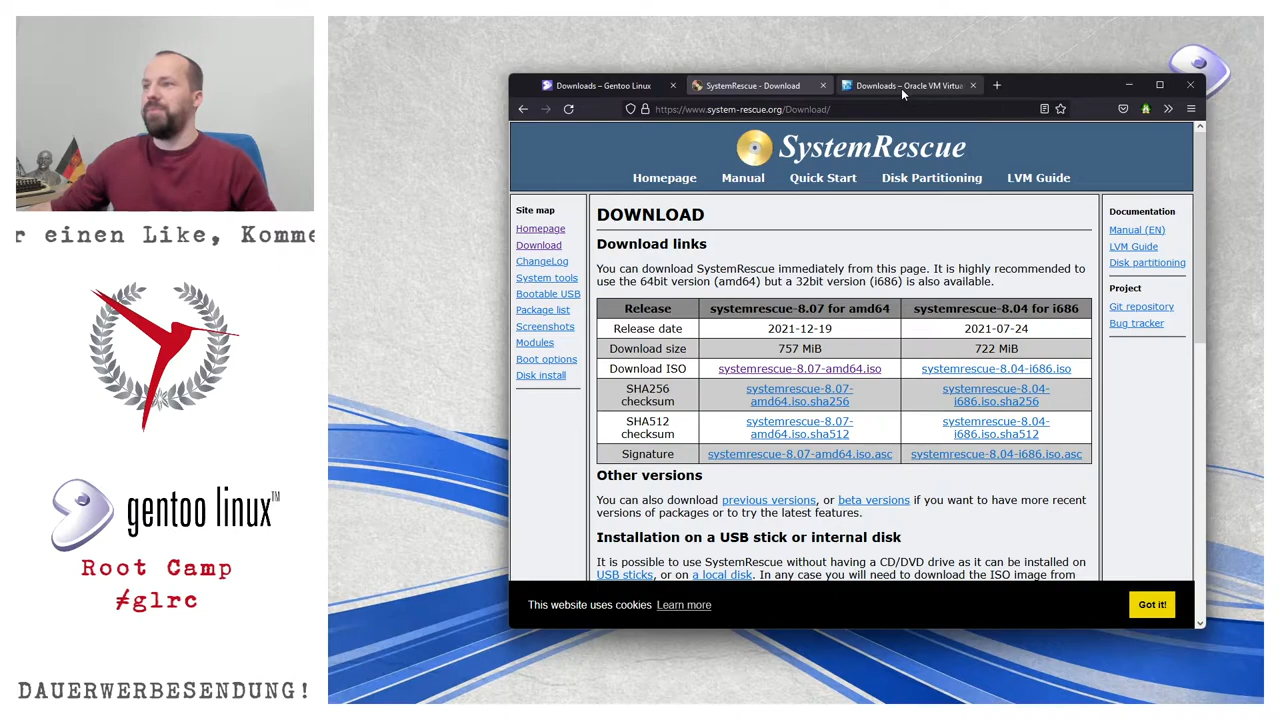 r einen Like, Komme
gentoo linux™
Root Camp
≠glrc
DAUERWERBESENDUNG!
Downloads – Gentoo Linux
SystemRescue - Download
Downloads – Oracle VM Virtua
https://www.system-rescue.org/Download/
SystemRescue
Homepage Manual Quick Start Disk Partitioning LVM Guide
Site map
Homepage
Download
ChangeLog
System tools
Bootable USB
Package list
Screenshots
Modules
Boot options
Disk install
DOWNLOAD
Download links
You can download SystemRescue immediately from this page. It is highly recommended to
use the 64bit version (amd64) but a 32bit version (i686) is also available.
Release systemrescue-8.07 for amd64 systemrescue-8.04 for i686
Release date 2021-12-19 2021-07-24
Download size 757 MiB 722 MiB
Download ISO systemrescue-8.07-amd64.iso systemrescue-8.04-i686.iso
SHA256 systemrescue-8.07- systemrescue-8.04-
checksum amd64.iso.sha256 i686.iso.sha256
SHA512 systemrescue-8.07- systemrescue-8.04-
checksum amd64.iso.sha512 i686.iso.sha512
Signature systemrescue-8.07-amd64.iso.asc systemrescue-8.04-i686.iso.asc
Other versions
You can also download previous versions, or beta versions if you want to have more recent
versions of packages or to try the latest features.
Installation on a USB stick or internal disk
It is possible to use SystemRescue without having a CD/DVD drive as it can be installed on
USB sticks, or on a local disk. In any case you will need to download the ISO image from
Documentation
Manual (EN)
LVM Guide
Disk partitioning
Project
Git repository
Bug tracker
This website uses cookies Learn more
Got it!